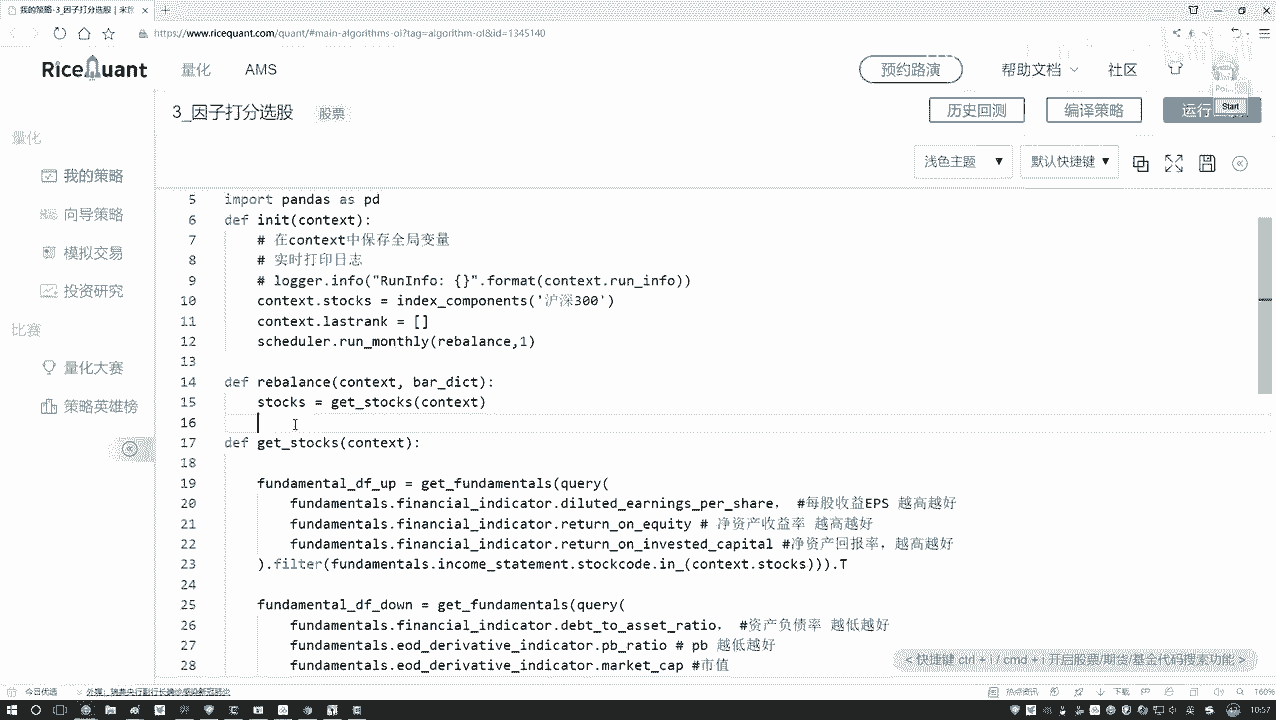 我的策略-3_因子打分选股 | 米
https://www.ricequant.com/quant/#main-algorithms-ol?tag=algorithm-ol&id=1345140
RiceQuant 量化 AMS 预约路演 帮助文档 社区
3_因子打分选股 股票 历史回测 编译策略 运行
Start
浅色主题 默认快捷键
量化
我的策略
向导策略
模拟交易
投资研究
比赛
量化大赛
策略英雄榜
5 import pandas as pd
6 def init(context):
7 # 在context中保存全局变量
8 # 实时打印日志
9 # logger.info("RunInfo: {}".format(context.run_info))
10 context.stocks = index_components('沪深300')
11 context.lastrank = []
12 scheduler.run_monthly(rebalance,1)
13
14 def rebalance(context, bar_dict):
15 stocks = get_stocks(context)
16
17 def get_stocks(context):
18
19 fundamental_df_up = get_fundamentals(query(
20 fundamentals.financial_indicator.diluted_earnings_per_share, #每股收益EPS 越高越好
21 fundamentals.financial_indicator.return_on_equity # 净资产收益率 越高越好
22 fundamentals.financial_indicator.return_on_invested_capital #净资产回报率，越高越好
23 ).filter(fundamentals.income_statement.stockcode.in_(context.stocks))).T
24
25 fundamental_df_down = get_fundamentals(query(
26 fundamentals.financial_indicator.debt_to_asset_ratio, #资产负债率 越低越好
27 fundamentals.eod_derivative_indicator.pb_ratio # pb 越低越好
28 fundamentals.eod_derivative_indicator.market_cap #市值
< 快捷键 ctrl + I / cmd + I 开启股票/期货/基金代码搜索功能 >
今日优选
热点资讯 下载 160%
英 10:57